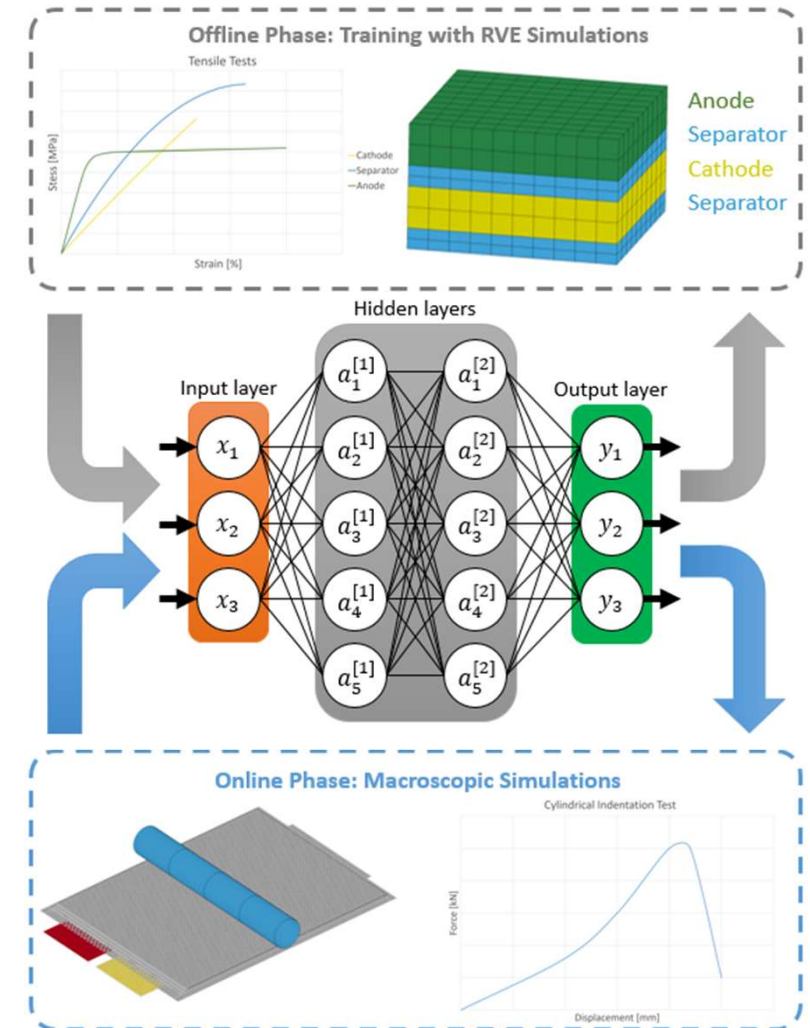 Offline Phase: Training with RVE Simulations
Tensile Tests
Stess [MPa]
Cathode
Separator
Anode
Strain [%]
Anode
Separator
Cathode
Separator
Hidden layers
Input layer
Output layer
x₁
x₂
x₃
a₁^[1]
a₂^[1]
a₃^[1]
a₄^[1]
a₅^[1]
a₁^[2]
a₂^[2]
a₃^[2]
a₄^[2]
a₅^[2]
y₁
y₂
y₃
Online Phase: Macroscopic Simulations
Cylindrical Indentation Test
Force [kN]
Displacement [mm]